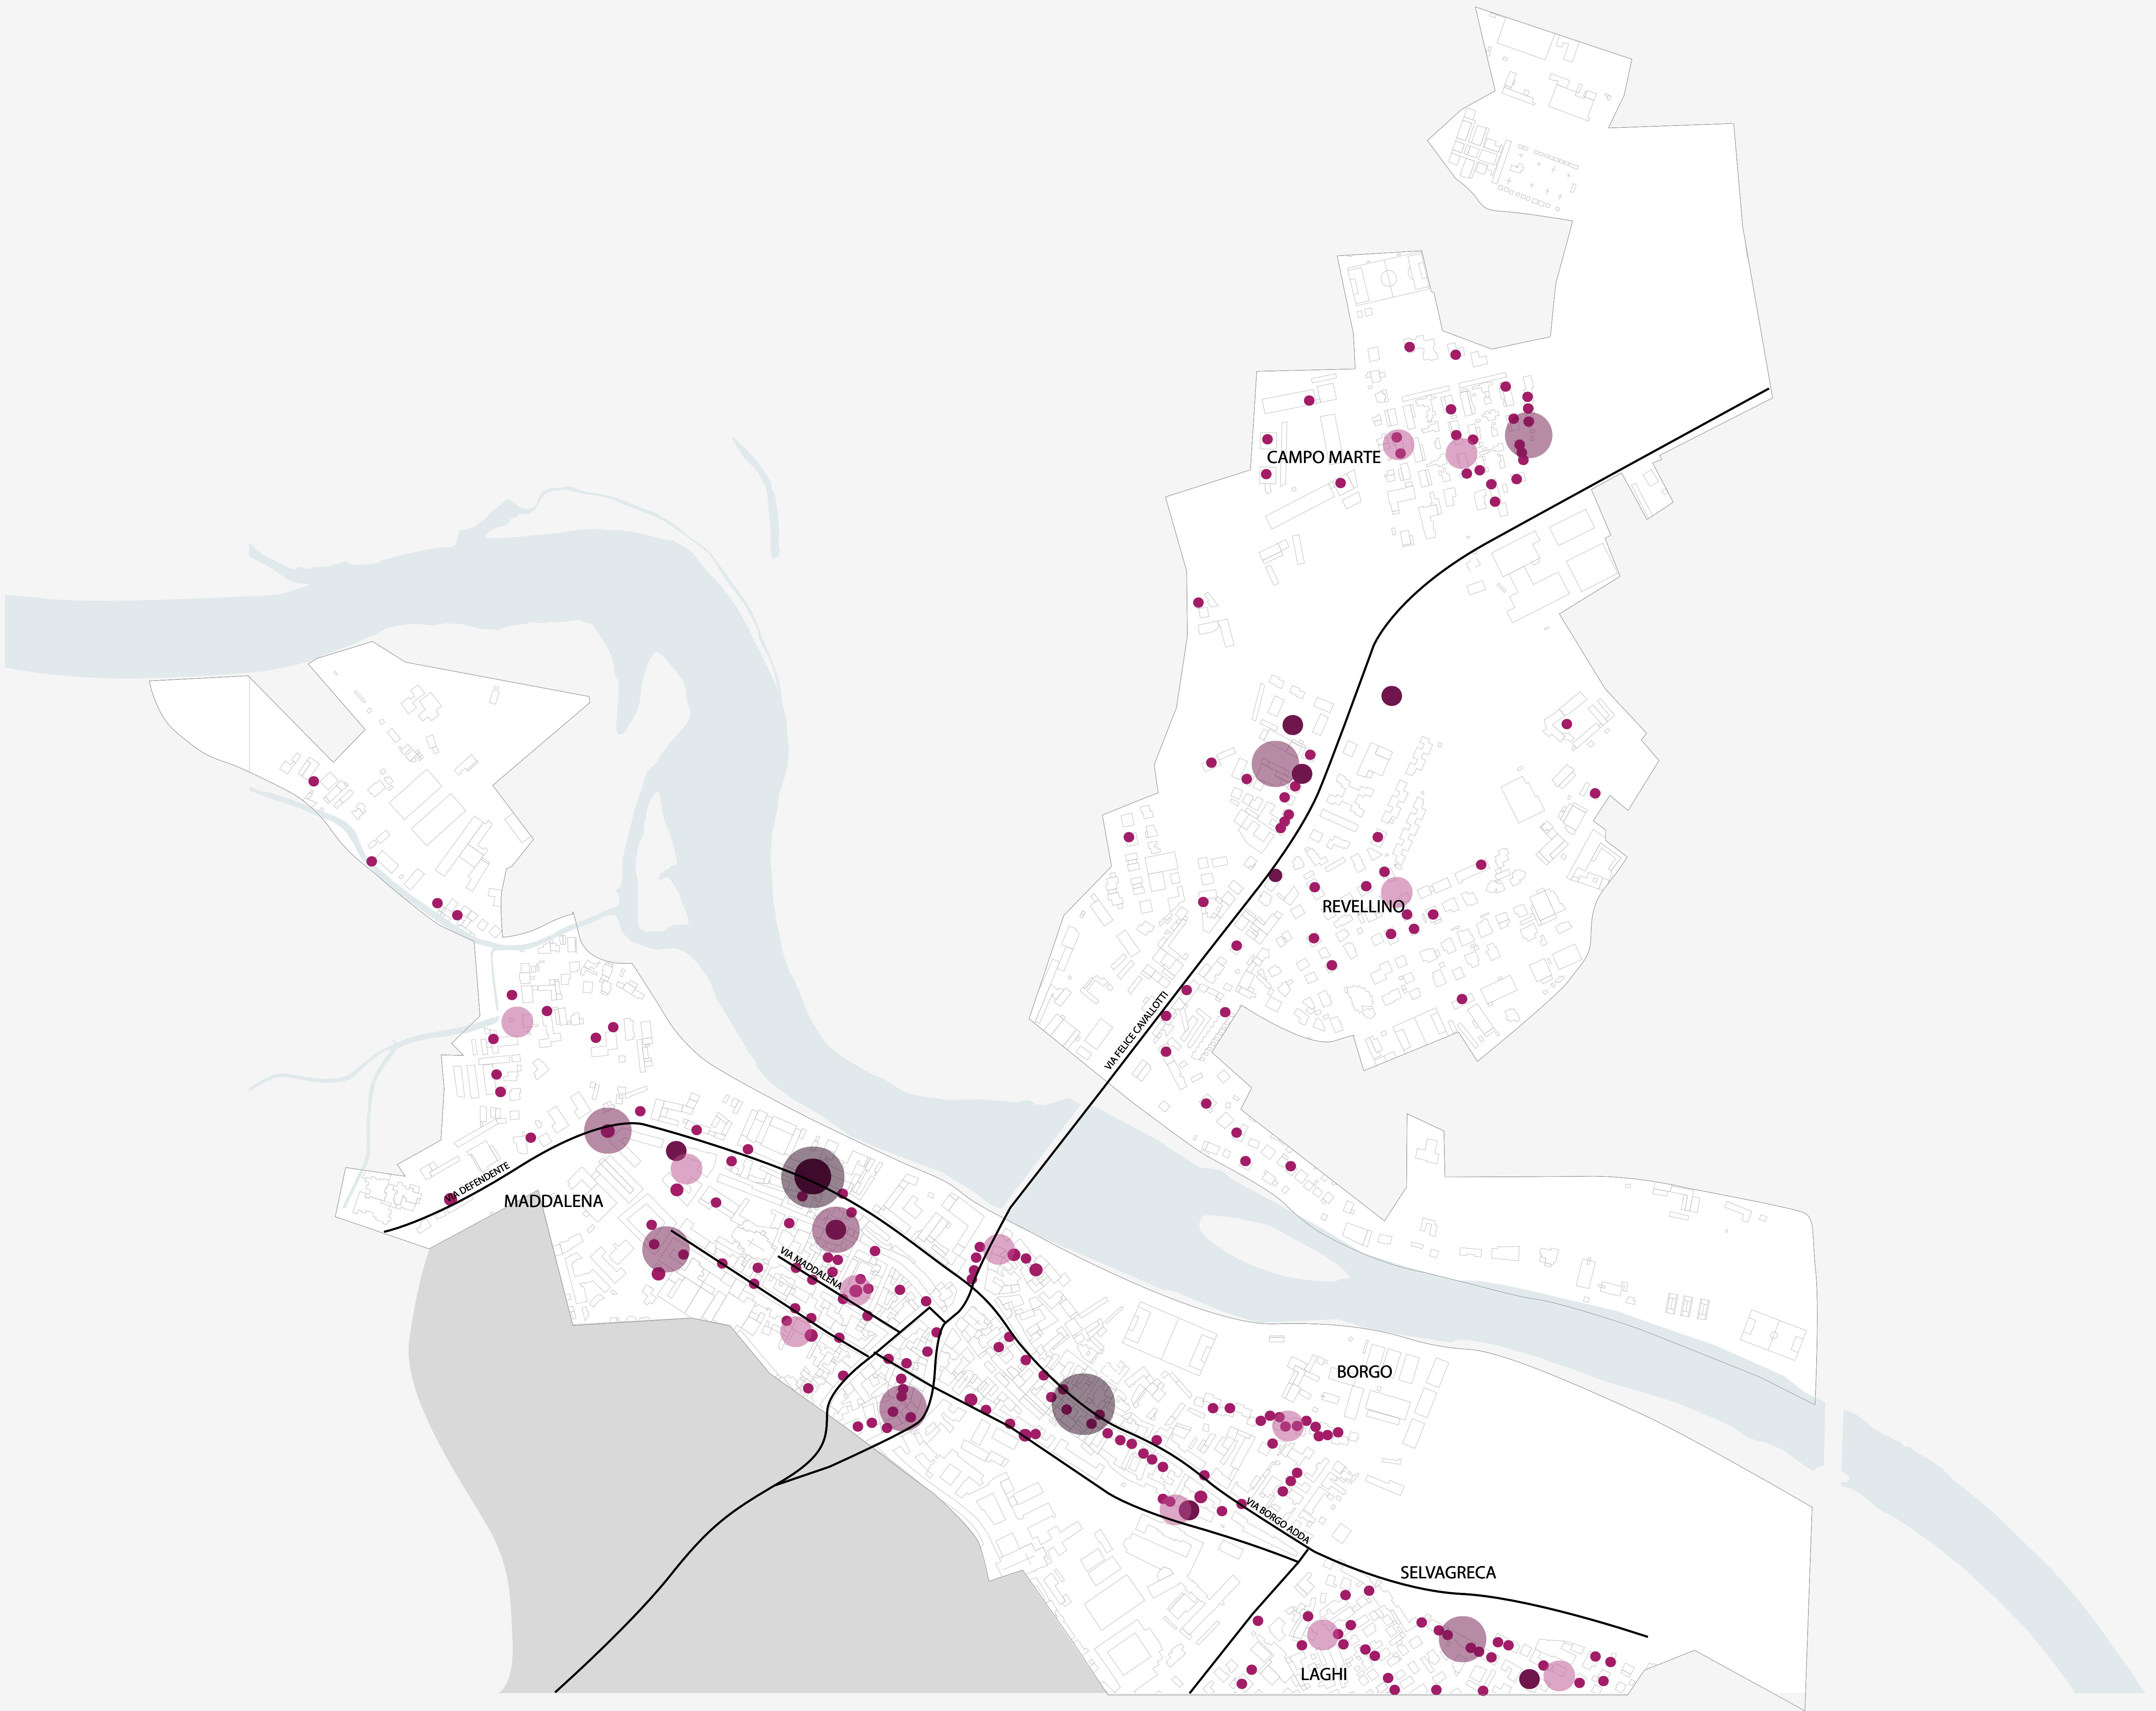 CAMPO MARTE
REVELLINO
VIA FELICE CAVALLOTTI
VIA DEFENDENTE
MADDALENA
VIA MADDALENA
BORGO
VIA BORGO ADDA
SELVAGRECA
LAGHI